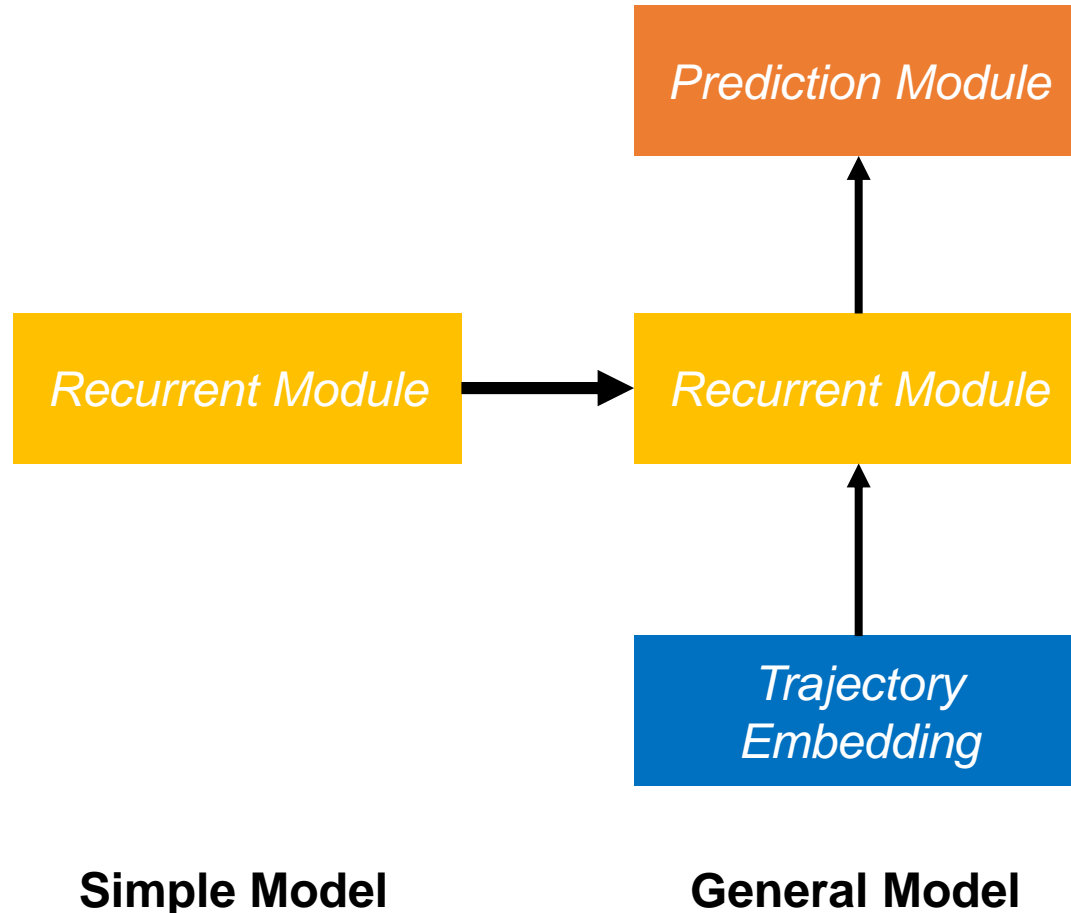 Prediction Module
Recurrent Module
Recurrent Module
Trajectory
Embedding
Simple Model
General Model